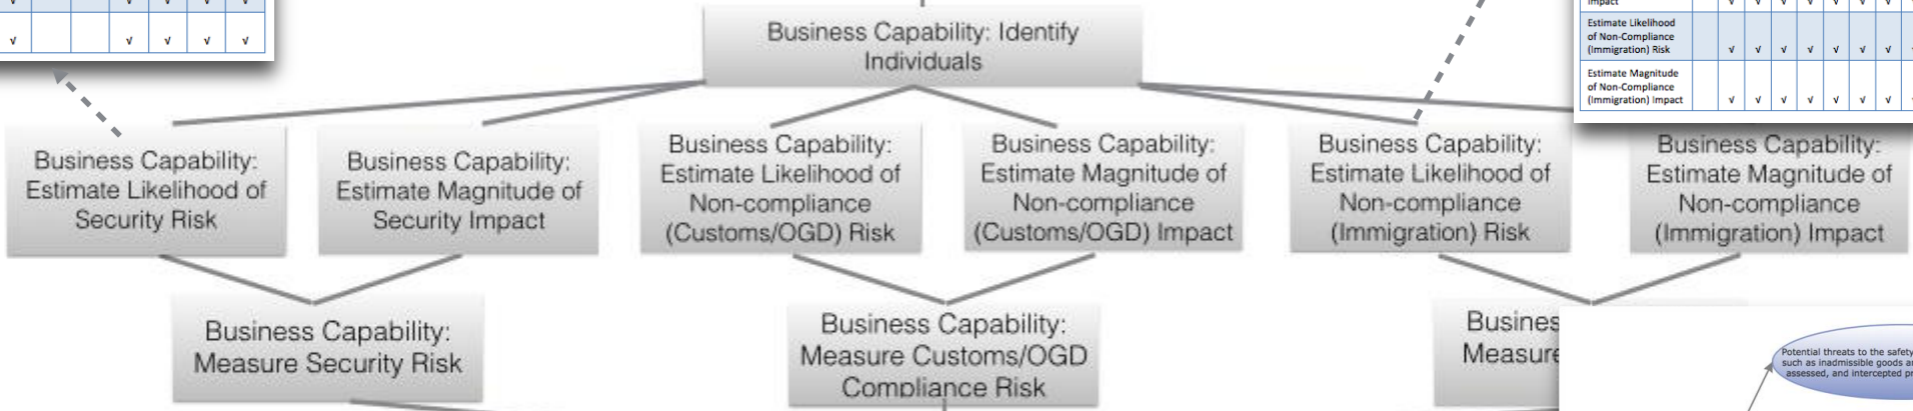 √ √ √ √ √
√ √ √ √ √
Business Capability: Identify
Individuals
Impact √ √ √ √ √ √ √
Estimate Likelihood
of Non-Compliance
(Immigration) Risk √ √ √ √ √ √ √
Estimate Magnitude
of Non-Compliance
(Immigration) Impact √ √ √ √ √ √ √
Business Capability:
Estimate Likelihood of
Security Risk
Business Capability:
Estimate Magnitude of
Security Impact
Business Capability:
Estimate Likelihood of
Non-compliance
(Customs/OGD) Risk
Business Capability:
Estimate Magnitude of
Non-compliance
(Customs/OGD) Impact
Business Capability:
Estimate Likelihood of
Non-compliance
(Immigration) Risk
Business Capability:
Estimate Magnitude of
Non-compliance
(Immigration) Impact
Business Capability:
Measure Security Risk
Business Capability:
Measure Customs/OGD
Compliance Risk
Busines
Measure
Potential threats to the safety
such as inadmissible goods a
assessed, and intercepted pr